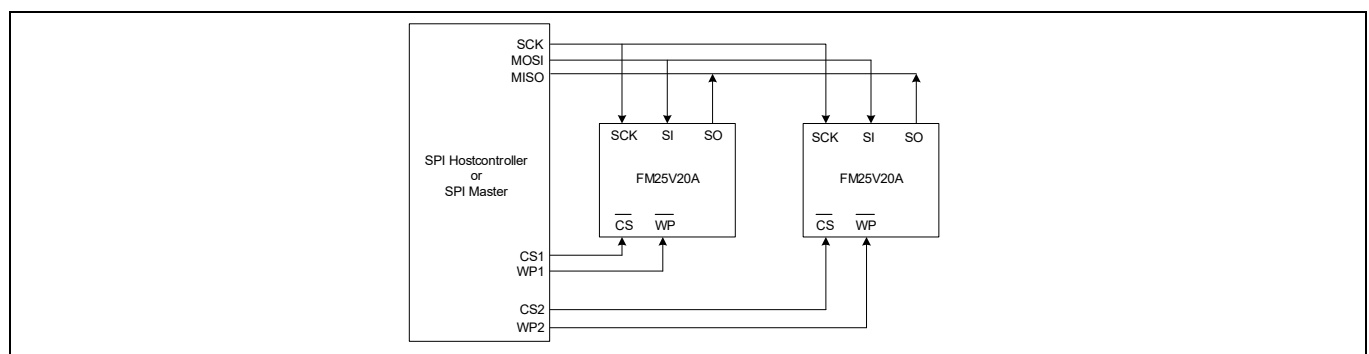 SCK
MOSI
MISO
SCK SI SO
SCK SI SO
SPI Hostcontroller
or
SPI Master
FM25V20A
FM25V20A
CS WP
CS WP
CS1
WP1
CS2
WP2